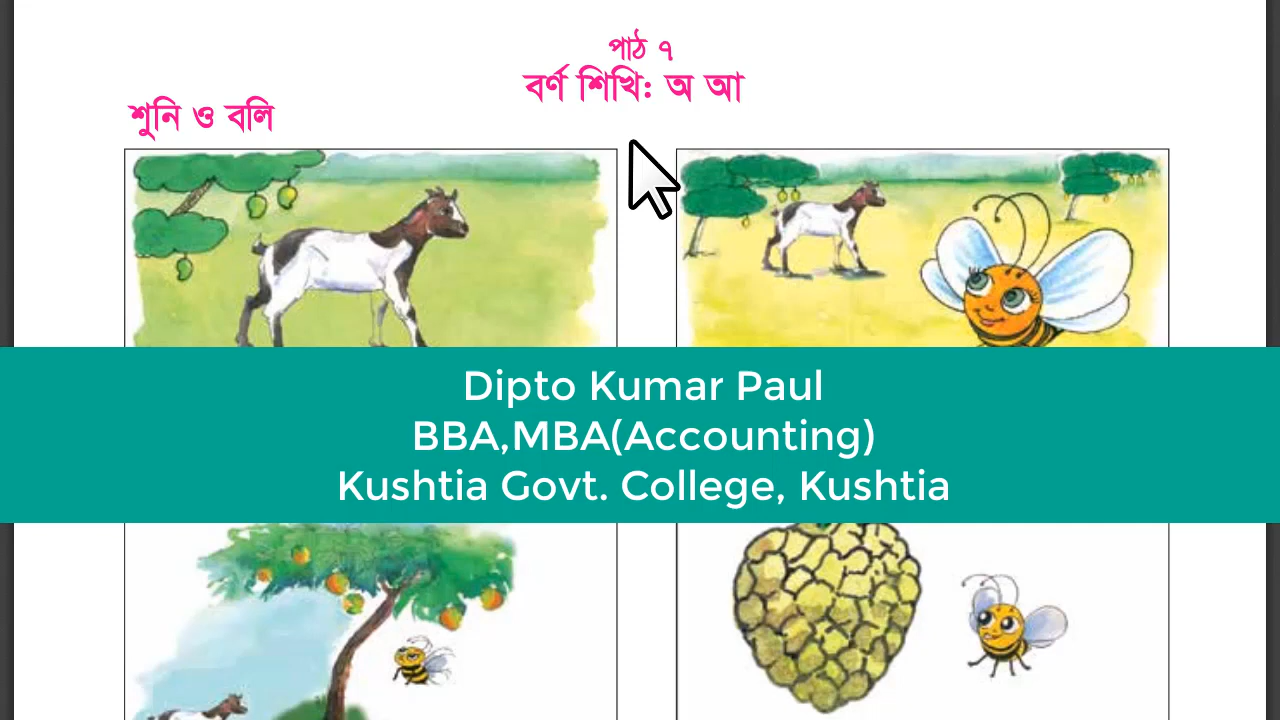 পাঠ ৭
বর্ণ শিখি: অ আ
শুনি ও বলি
Dipto Kumar Paul
BBA,MBA(Accounting)
Kushtia Govt. College, Kushtia